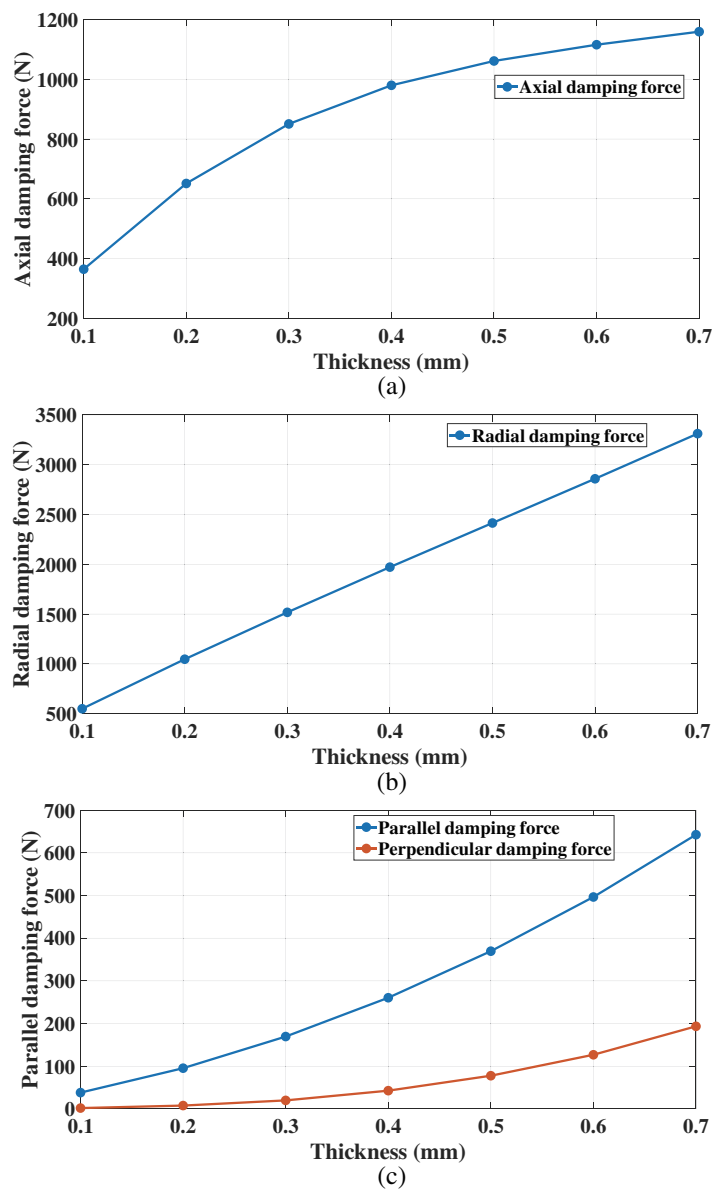 1200
1000
800
600
400
200
Axial damping force (N)
Axial damping force
0.1 0.2 0.3 0.4 0.5 0.6 0.7
Thickness (mm)
(a)
3500
3000
2500
2000
1500
1000
500
Radial damping force (N)
Radial damping force
0.1 0.2 0.3 0.4 0.5 0.6 0.7
Thickness (mm)
(b)
700
600
500
400
300
200
100
0
Parallel damping force (N)
Parallel damping force
Perpendicular damping force
0.1 0.2 0.3 0.4 0.5 0.6 0.7
Thickness (mm)
(c)